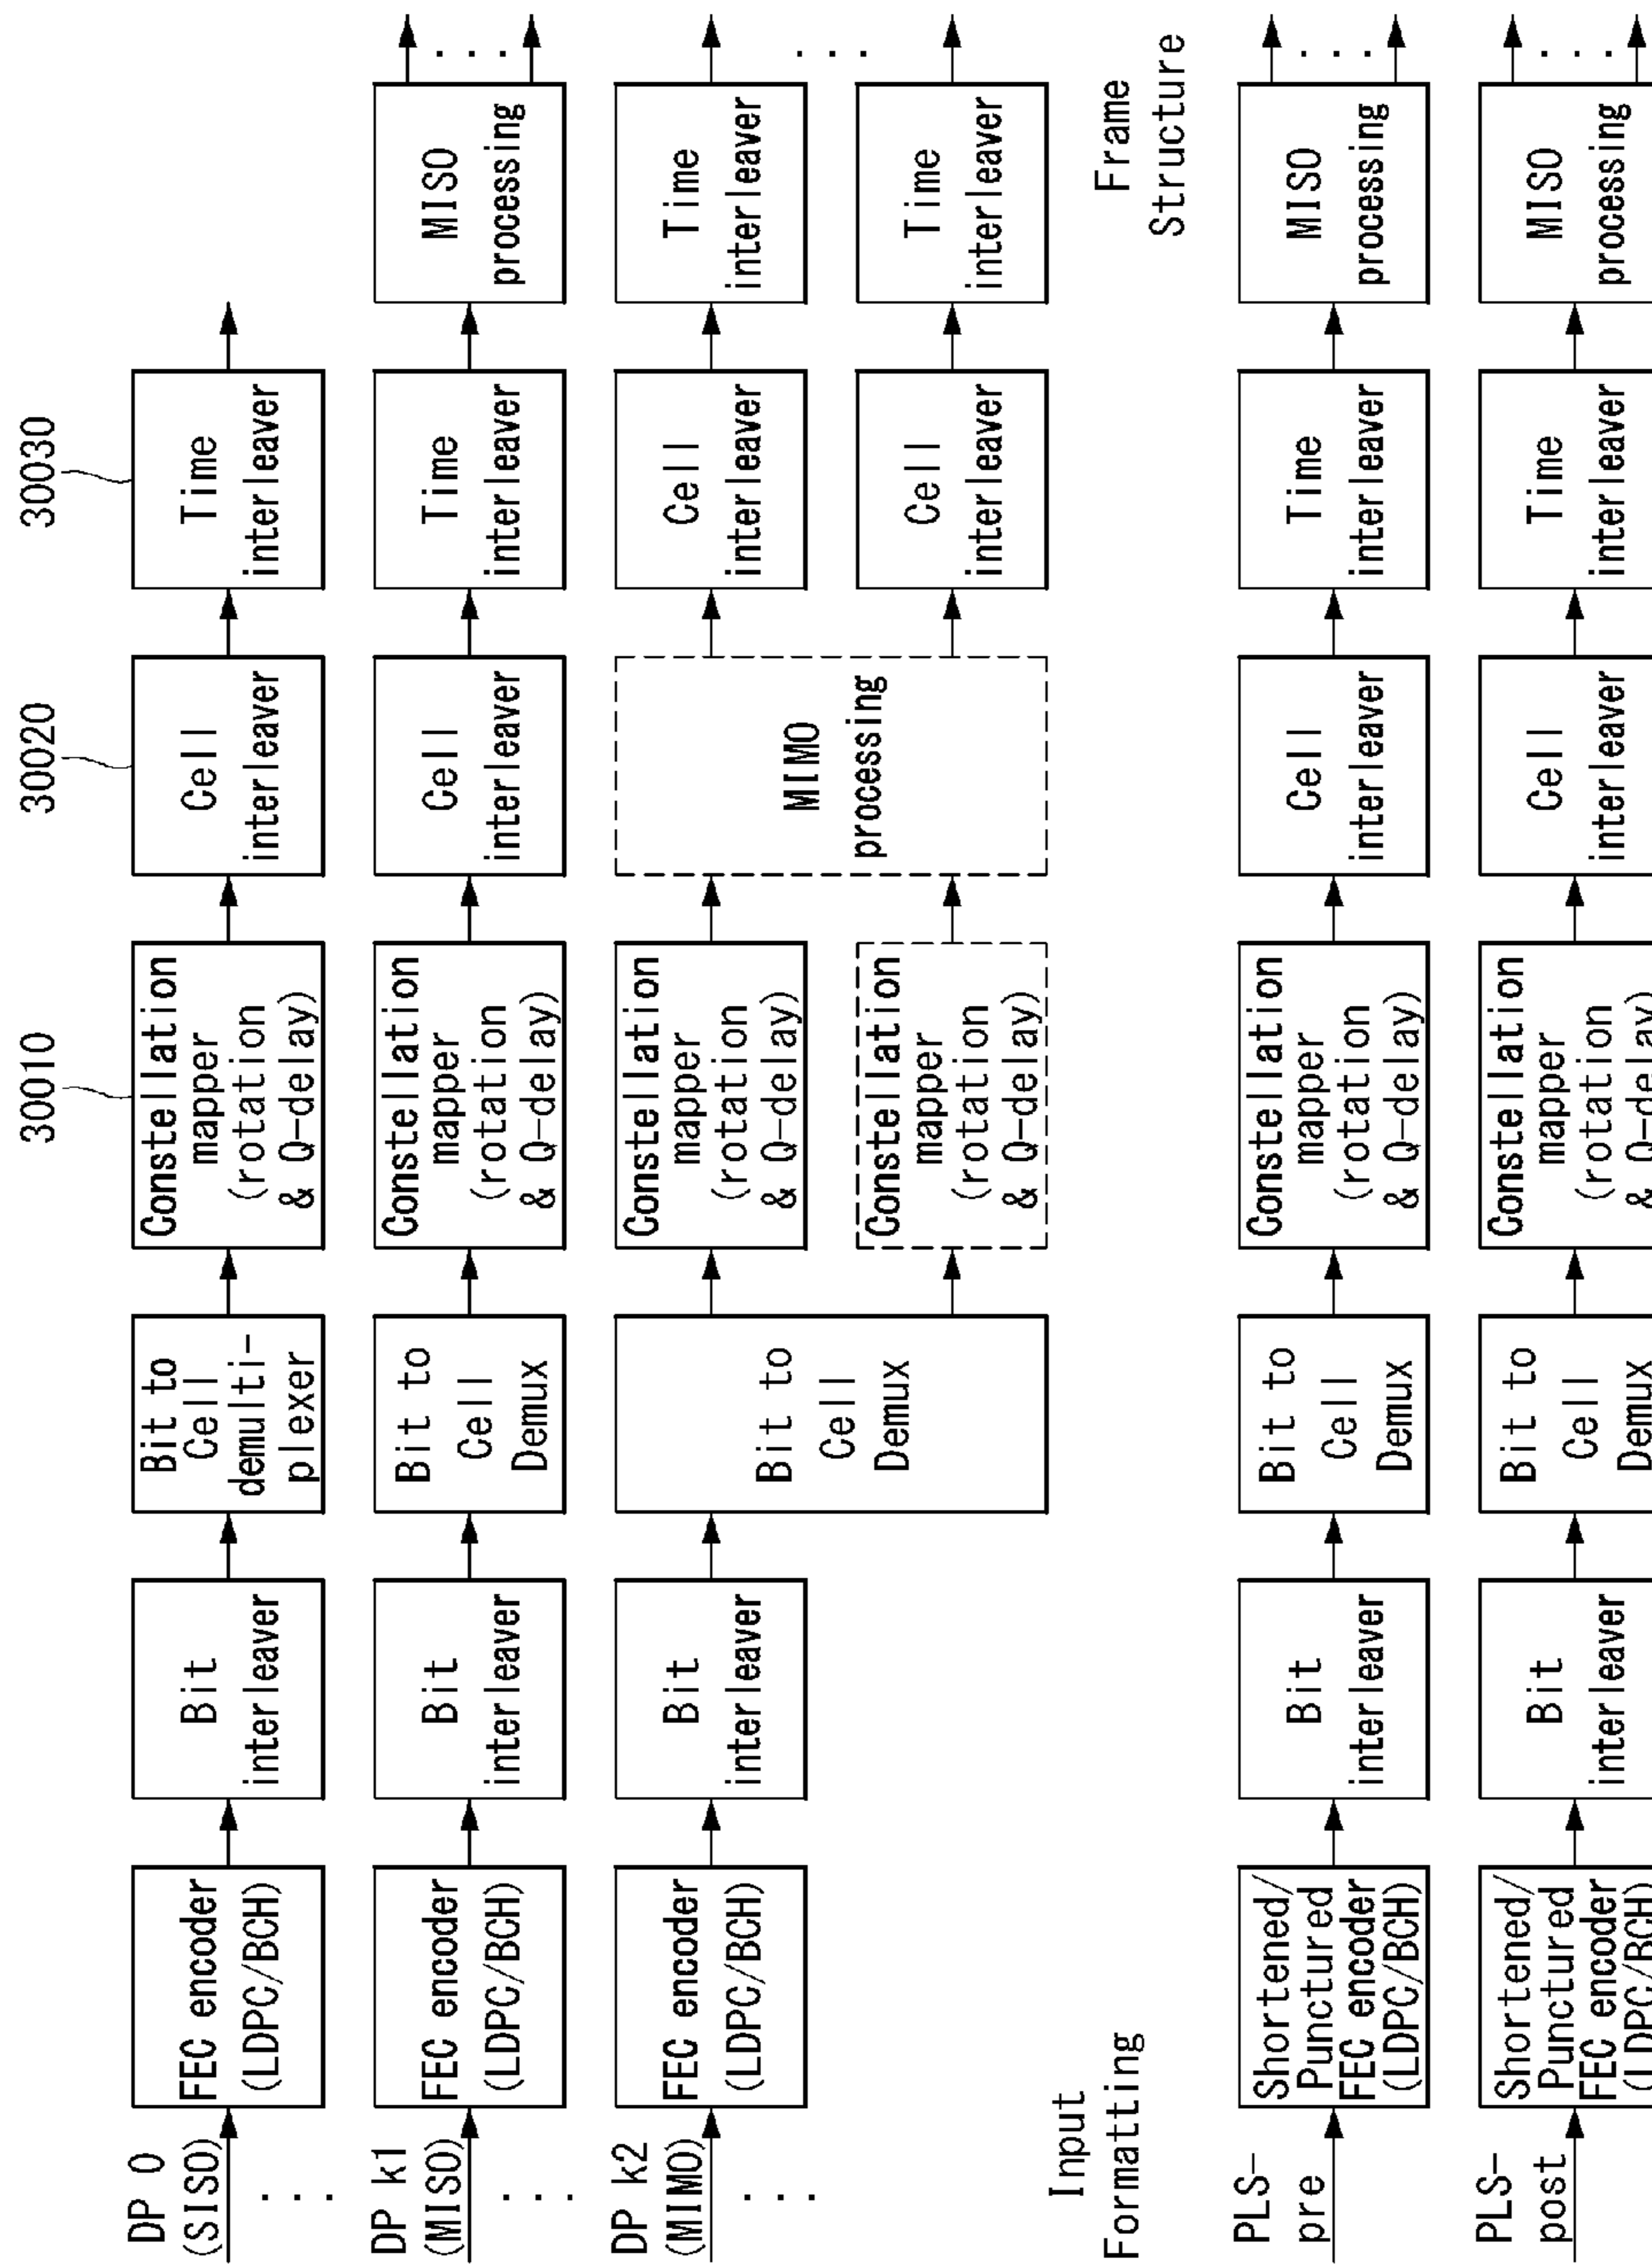 30010
30020
30030
DP 0
(SISO)
FEC encoder
(LDPC/BCH)
Bit
interleaver
Bit to
Cell
demulti-
plexer
Constellation
mapper
(rotation
& Q-delay)
Cell
interleaver
Time
interleaver
. . .
DP k1
(MISO)
FEC encoder
(LDPC/BCH)
Bit
interleaver
Bit to
Cell
Demux
Constellation
mapper
(rotation
& Q-delay)
Cell
interleaver
Time
interleaver
MISO
processing
. . .
. . .
DP k2
(MIMO)
FEC encoder
(LDPC/BCH)
Bit
interleaver
Bit to
Cell
Demux
Constellation
mapper
(rotation
& Q-delay)
MIMO
processing
Cell
interleaver
Time
interleaver
. . .
. . .
Constellation
mapper
(rotation
& Q-delay)
Cell
interleaver
Time
interleaver
Input
Formatting
Frame
Structure
PLS-
pre
Shortened/
Punctured
FEC encoder
(LDPC/BCH)
Bit
interleaver
Bit to
Cell
Demux
Constellation
mapper
(rotation
& Q-delay)
Cell
interleaver
Time
interleaver
MISO
processing
. . .
PLS-
post
Shortened/
Punctured
FEC encoder
(LDPC/BCH)
Bit
interleaver
Bit to
Cell
Demux
Constellation
mapper
(rotation
& Q-delay)
Cell
interleaver
Time
interleaver
MISO
processing
. . .